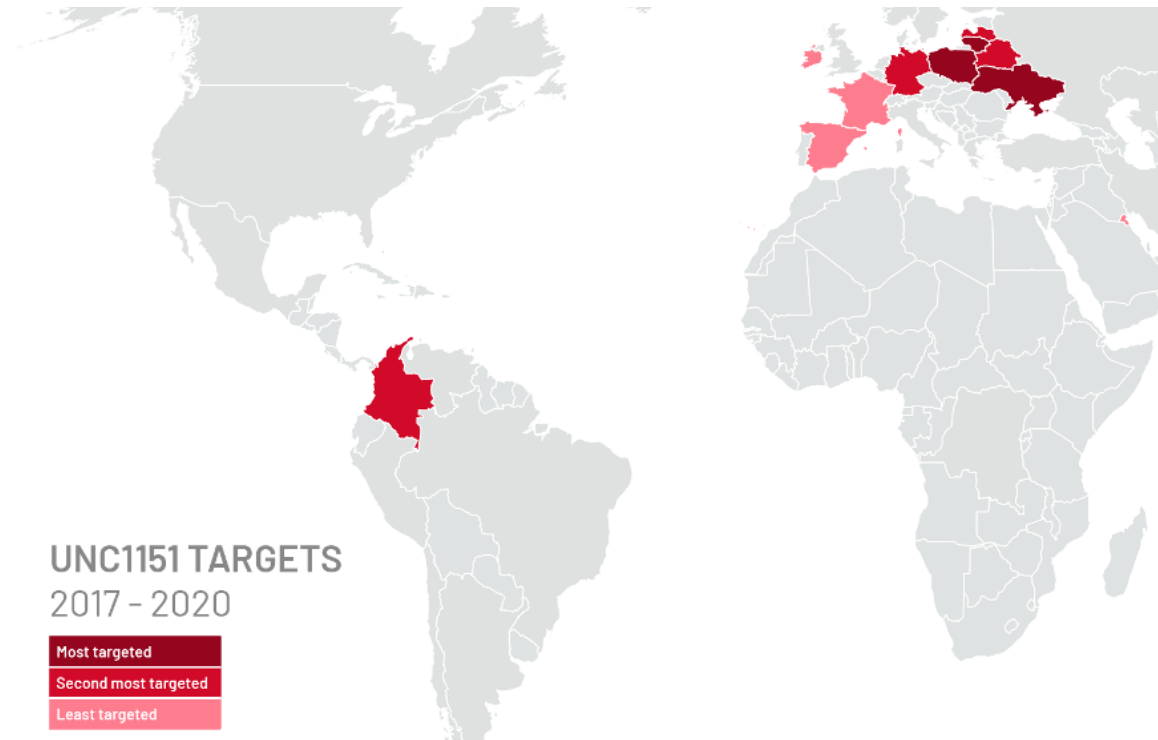 UNC1151 TARGETS
2017 - 2020
Most targeted
Second most targeted
Least targeted